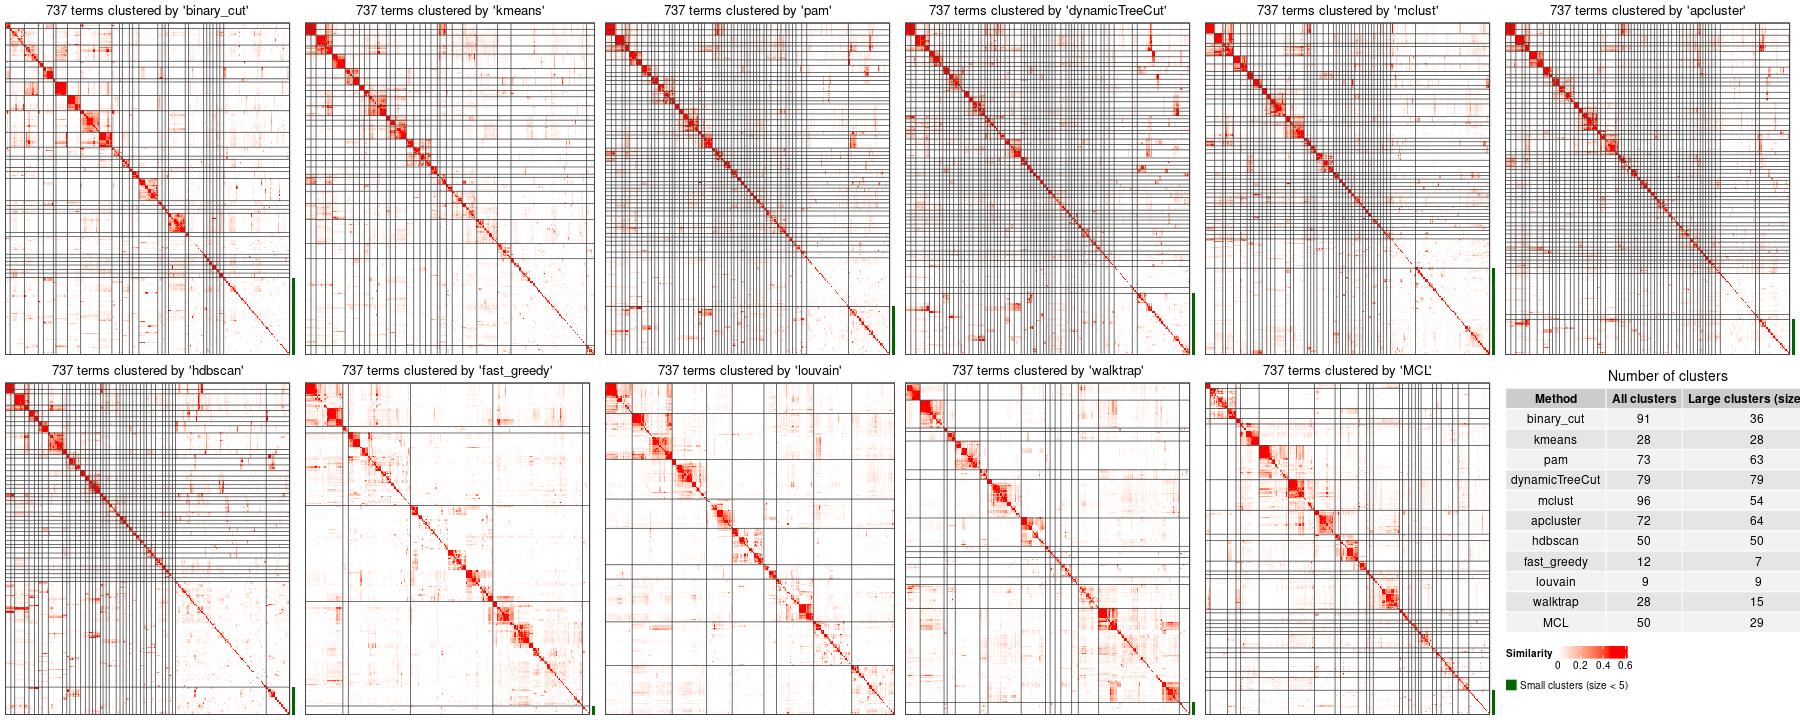 737 terms clustered by 'binary_cut'
737 terms clustered by 'kmeans'
737 terms clustered by 'pam'
737 terms clustered by 'dynamicTreeCut'
737 terms clustered by 'mclust'
737 terms clustered by 'apcluster'
737 terms clustered by 'hdbscan'
737 terms clustered by 'fast_greedy'
737 terms clustered by 'louvain'
737 terms clustered by 'walktrap'
737 terms clustered by 'MCL'
Number of clusters
Method All clusters Large clusters (size
binary_cut 91 36
kmeans 28 28
pam 73 63
dynamicTreeCut 79 79
mclust 96 54
apcluster 72 64
hdbscan 50 50
fast_greedy 12 7
louvain 9 9
walktrap 28 15
MCL 50 29
Similarity
0 0.2 0.4 0.6
Small clusters (size < 5)